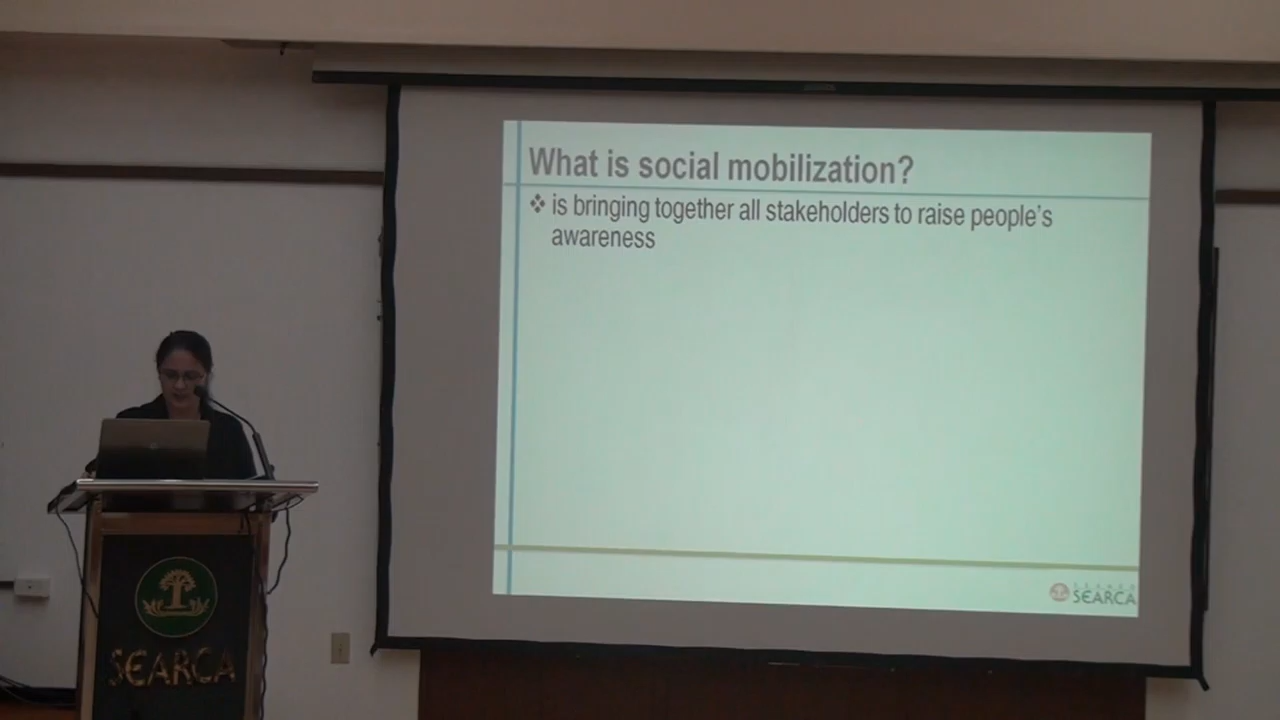 What is social mobilization?
❖ is bringing together all stakeholders to raise people's
awareness
SEARCA
SEARCA